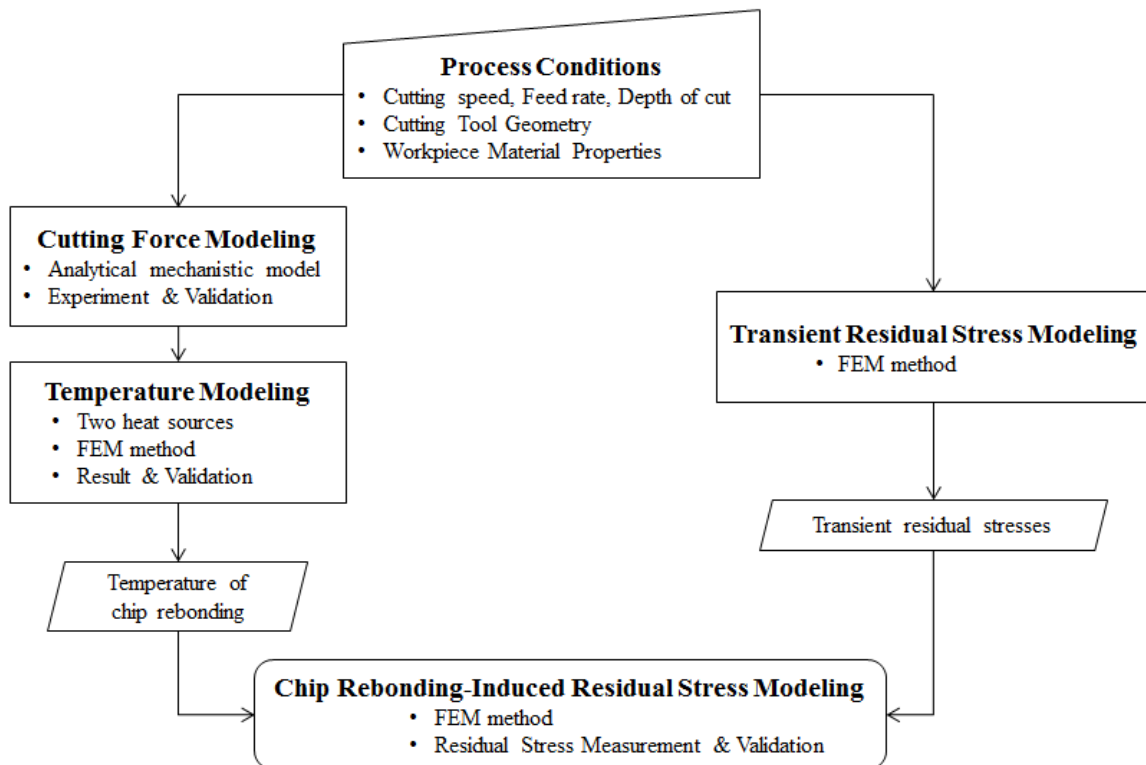 Process Conditions
• Cutting speed, Feed rate, Depth of cut
• Cutting Tool Geometry
• Workpiece Material Properties
Cutting Force Modeling
• Analytical mechanistic model
• Experiment & Validation
Temperature Modeling
• Two heat sources
• FEM method
• Result & Validation
Temperature of
chip rebonding
Transient Residual Stress Modeling
• FEM method
Transient residual stresses
Chip Rebonding-Induced Residual Stress Modeling
• FEM method
• Residual Stress Measurement & Validation